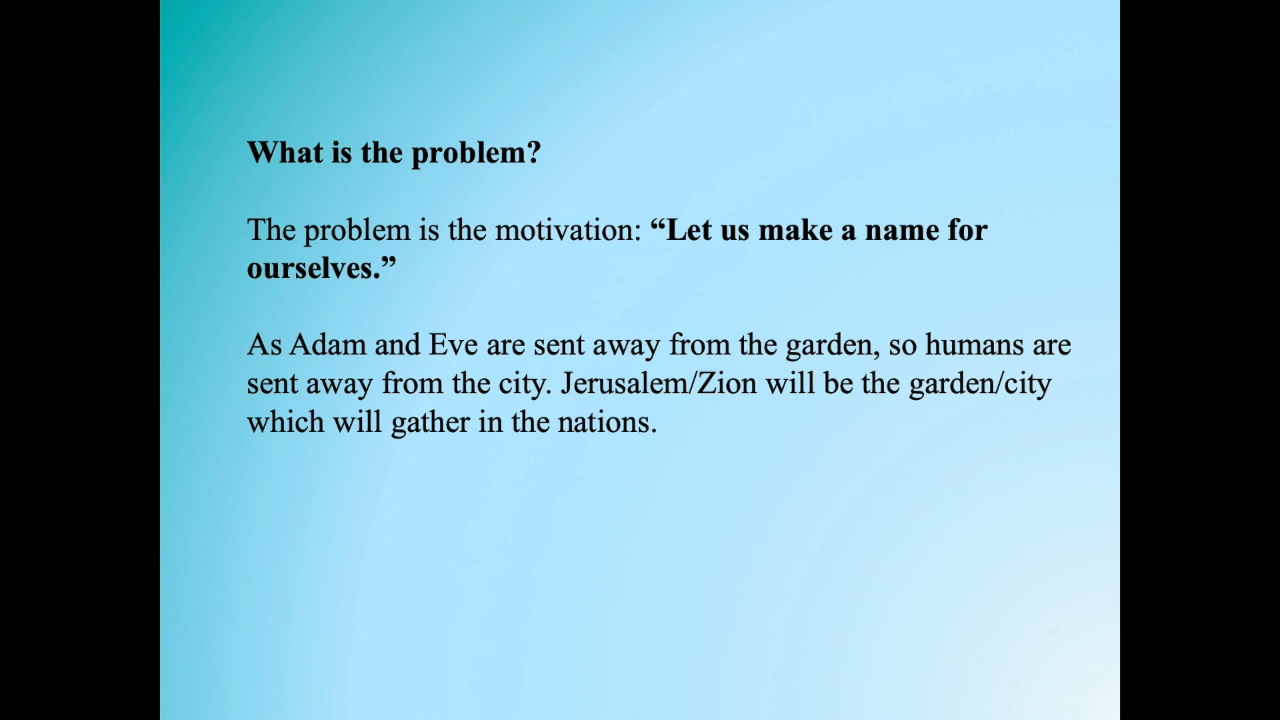 What is the problem?
The problem is the motivation: “Let us make a name for
ourselves.”
As Adam and Eve are sent away from the garden, so humans are
sent away from the city. Jerusalem/Zion will be the garden/city
which will gather in the nations.